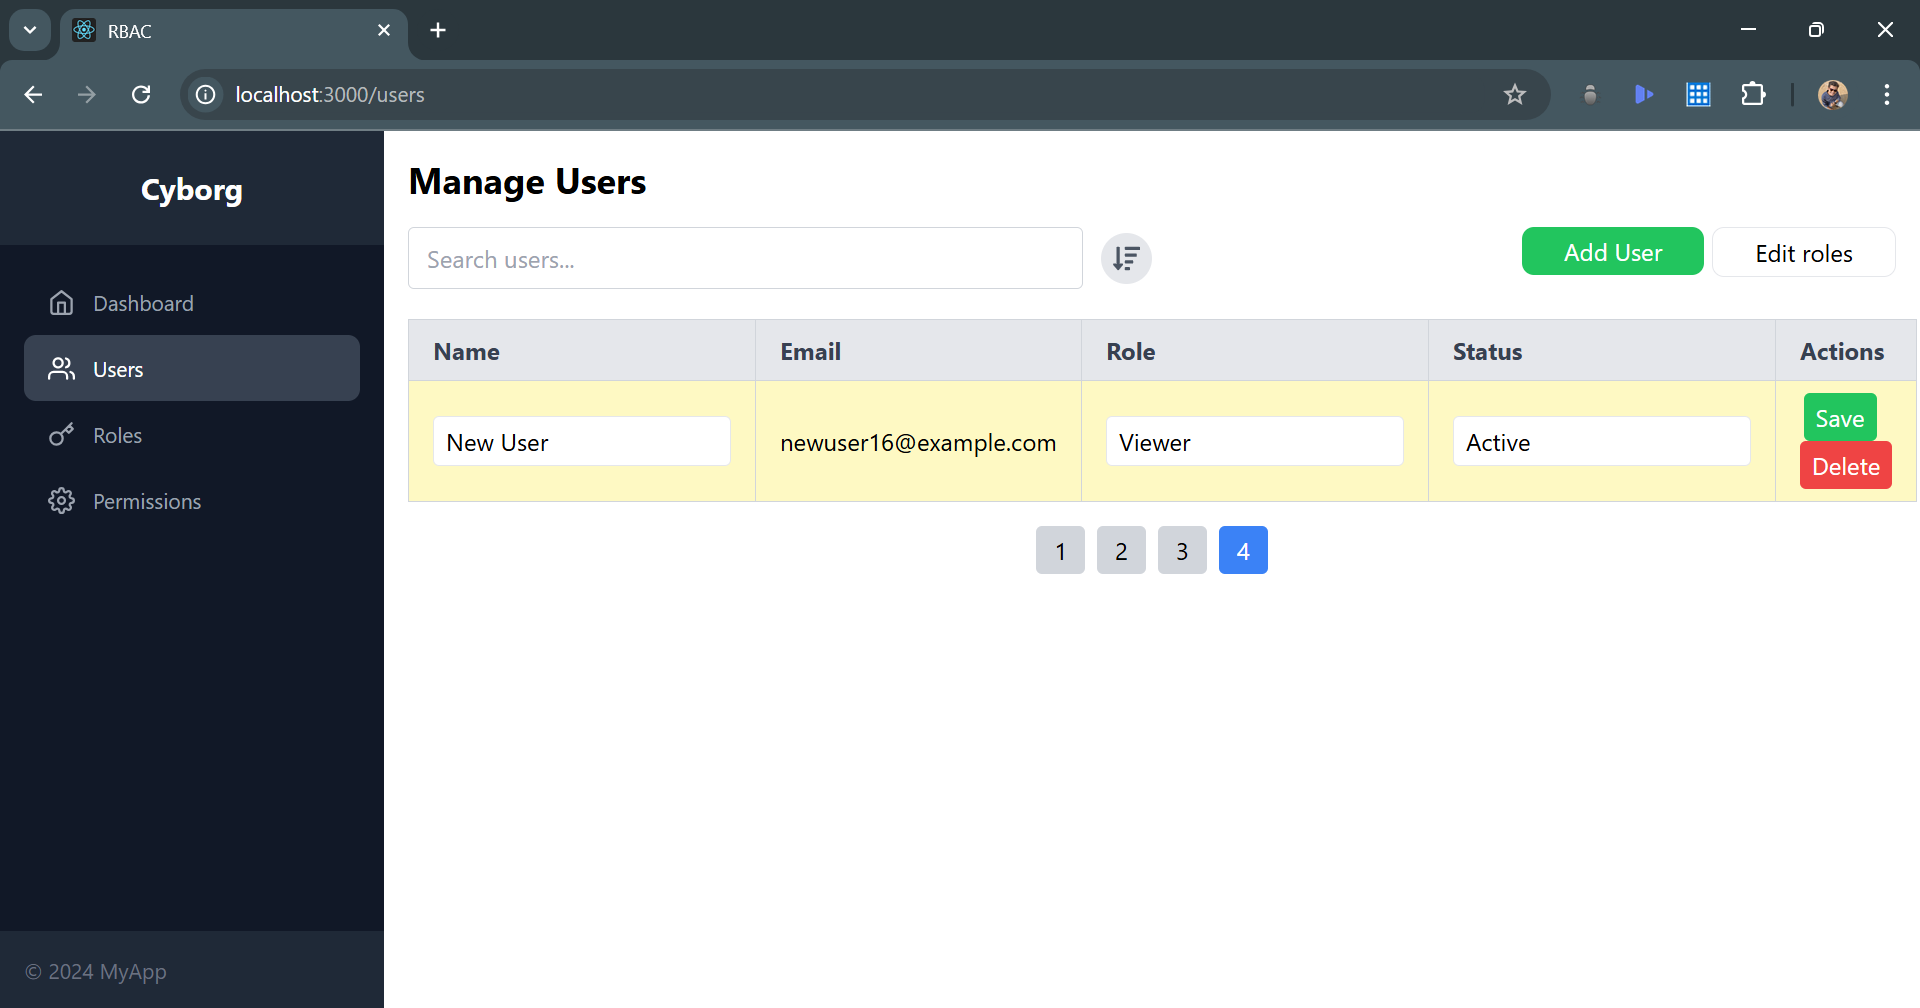 RBAC
localhost:3000/users
Cyborg
Dashboard
Users
Roles
Permissions
© 2024 MyApp
Manage Users
Search users...
Add User
Edit roles
Name Email Role Status Actions
New User newuser16@example.com Viewer Active Save
Delete
1 2 3 4